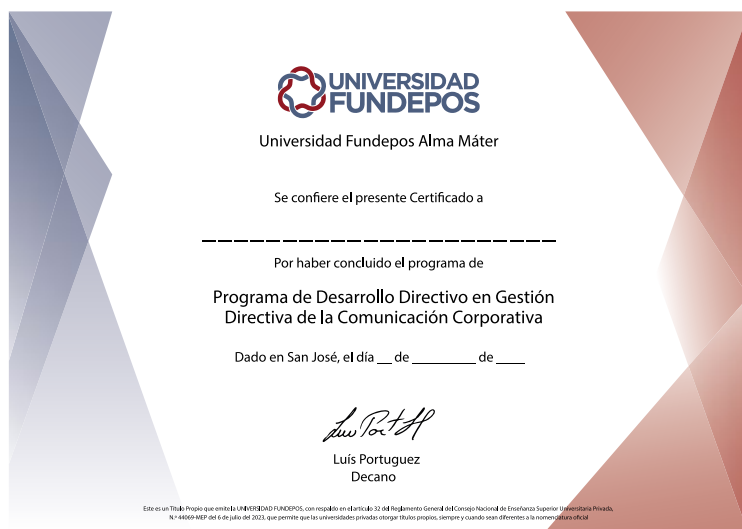 UNIVERSIDAD
FUNDEPOS
Universidad Fundepos Alma Máter
Se confiere el presente Certificado a
Por haber concluido el programa de
Programa de Desarrollo Directivo en Gestión
Directiva de la Comunicación Corporativa
Dado en San José, el día __ de ________ de ____
Luís Portuguez
Decano
Este es un Título Propio que emite la UNIVERSIDAD FUNDEPOS, con respaldo en el artículo 32 del Reglamento General del Consejo Nacional de Enseñanza Superior Universitaria Privada,
N.º 44069-MEP del 6 de julio del 2023, que permite que las universidades privadas otorgar títulos propios, siempre y cuando sean diferentes a la nomenclatura oficial